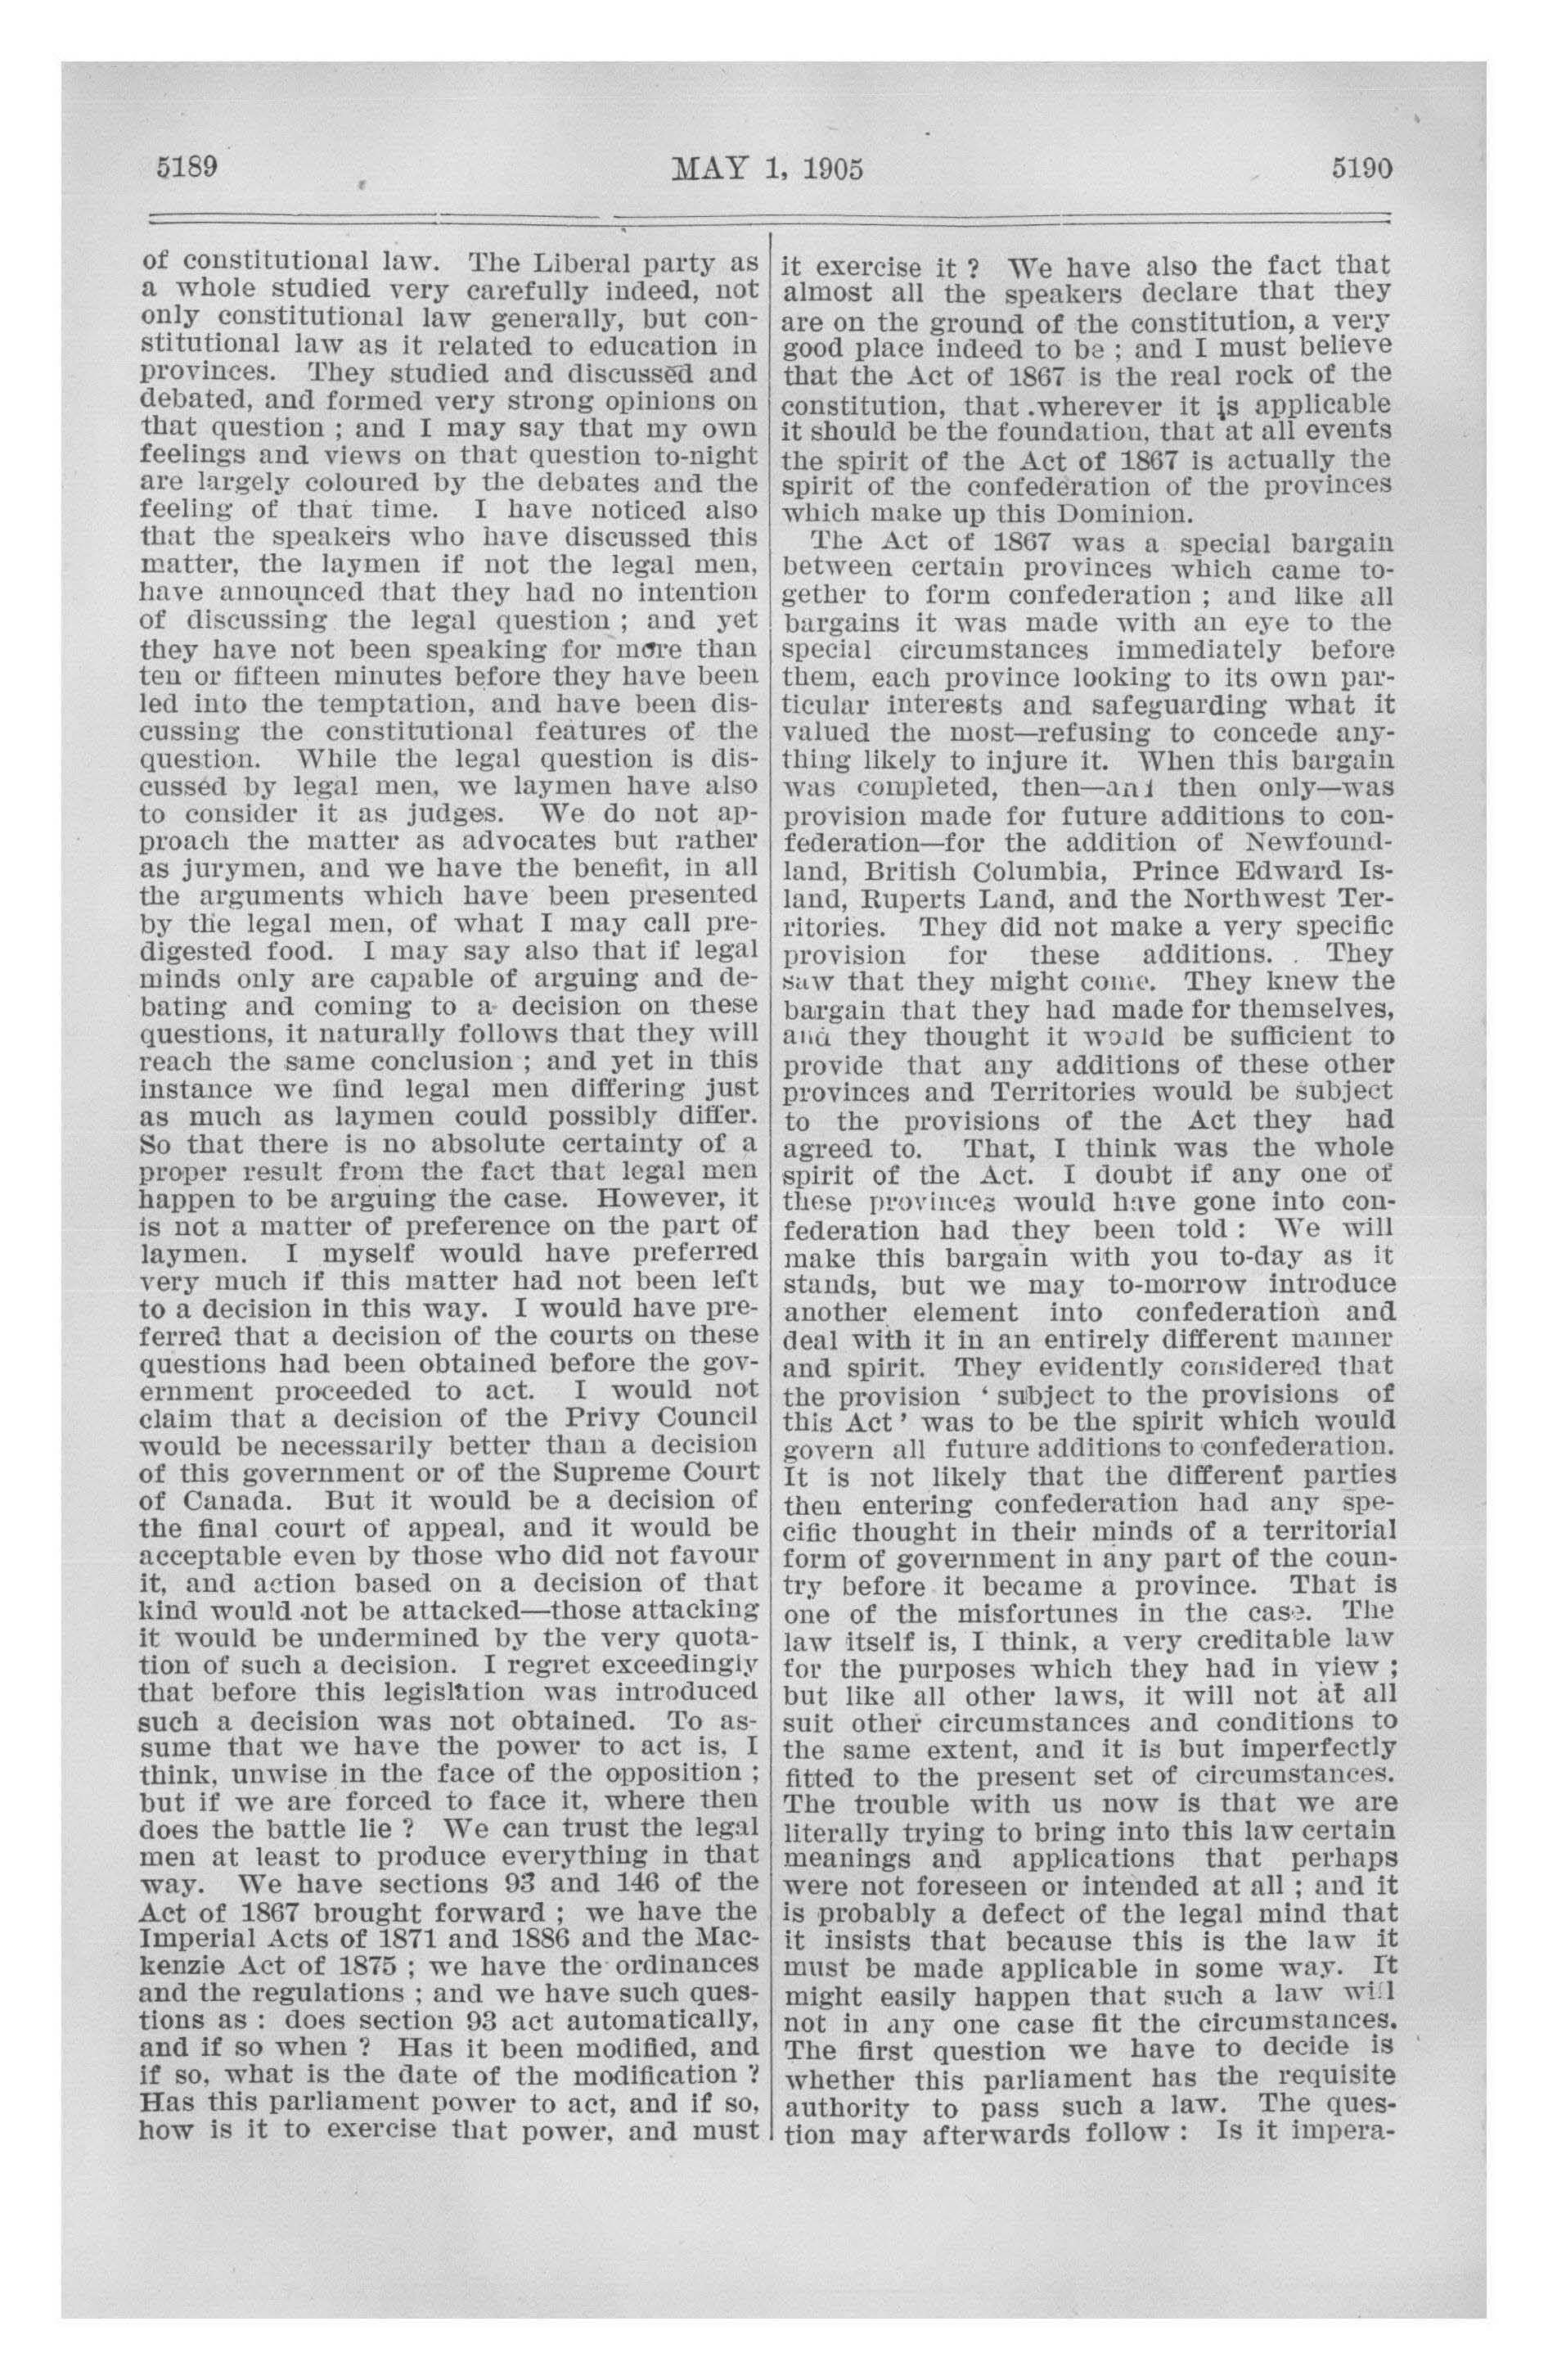 5189 MAY 1, 1905 5190
of constitutional law. The Liberal party as
a whole studied very carefully indeed, not
only constitutional law generally, but con-
stitutional law as it related to education in
provinces. They studied and discussed and
debated, and formed very strong opinions on
that question ; and I may say that my own
feelings and views on that question to-night
are largely coloured by the debates and the
feeling of that time. I have noticed also
that the speakers who have discussed this
matter, the laymen if not the legal men,
have announced that they had no intention
of discussing the legal question ; and yet
they have not been speaking for more than
ten or fifteen minutes before they have been
led into the temptation, and have been dis-
cussing the constitutional features of the
question. While the legal question is dis-
cussed by legal men, we laymen have also
to consider it as judges. We do not ap-
proach the matter as advocates but rather
as jurymen, and we have the benefit, in all
the arguments which have been presented
by the legal men, of what I may call pre-
digested food. I may say also that if legal
minds only are capable of arguing and de-
bating and coming to a decision on these
questions, it naturally follows that they will
reach the same conclusion ; and yet in this
instance we find legal men differing just
as much as laymen could possibly differ.
So that there is no absolute certainty of a
proper result from the fact that legal men
happen to be arguing the case. However, it
is not a matter of preference on the part of
laymen. I myself would have preferred
very much if this matter had not been left
to a decision in this way. I would have pre-
ferred that a decision of the courts on these
questions had been obtained before the gov-
ernment proceeded to act. I would not
claim that a decision of the Privy Council
would be necessarily better than a decision
of this government or of the Supreme Court
of Canada. But it would be a decision of
the final court of appeal, and it would be
acceptable even by those who did not favour
it, and action based on a decision of that
kind would not be attacked—those attacking
it would be undermined by the very quota-
tion of such a decision. I regret exceedingly
that before this legislation was introduced
such a decision was not obtained. To as-
sume that we have the power to act is, I
think, unwise in the face of the opposition ;
but if we are forced to face it, where then
does the battle lie ? We can trust the legal
men at least to produce everything in that
way. We have sections 93 and 146 of the
Act of 1867 brought forward ; we have the
Imperial Acts of 1871 and 1886 and the Mac-
kenzie Act of 1875 ; we have the ordinances
and the regulations ; and we have such ques-
tions as : does section 93 act automatically,
and if so when ? Has it been modified, and
if so, what is the date of the modification ?
Has this parliament power to act, and if so,
how is it to exercise that power, and must
it exercise it ? We have also the fact that
almost all the speakers declare that they
are on the ground of the constitution, a very
good place indeed to be ; and I must believe
that the Act of 1867 is the real rock of the
constitution, that wherever it is applicable
it should be the foundation, that at all events
the spirit of the Act of 1867 is actually the
spirit of the confederation of the provinces
which make up this Dominion.
The Act of 1867 was a special bargain
between certain provinces which came to-
gether to form confederation ; and like all
bargains it was made with an eye to the
special circumstances immediately before
them, each province looking to its own par-
ticular interests and safeguarding what it
valued the most—refusing to concede any-
thing likely to injure it. When this bargain
was completed, then—and then only—was
provision made for future additions to con-
federation—for the addition of Newfound-
land, British Columbia, Prince Edward Is-
land, Ruperts Land, and the Northwest Ter-
ritories. They did not make a very specific
provision for these additions. They
saw that they might come. They knew the
bargain that they had made for themselves,
and they thought it would be sufficient to
provide that any additions of these other
provinces and Territories would be subject
to the provisions of the Act they had
agreed to. That, I think was the whole
spirit of the Act. I doubt if any one of
these provinces would have gone into con-
federation had they been told : We will
make this bargain with you to-day as it
stands, but we may to-morrow introduce
another element into confederation and
deal with it in an entirely different manner
and spirit. They evidently considered that
the provision ‘ subject to the provisions of
this Act ’ was to be the spirit which would
govern all future additions to confederation.
It is not likely that the different parties
then entering confederation had any spe-
cific thought in their minds of a territorial
form of government in any part of the coun-
try before it became a province. That is
one of the misfortunes in the case. The
law itself is, I think, a very creditable law
for the purposes which they had in view ;
but like all other laws, it will not at all
suit other circumstances and conditions to
the same extent, and it is but imperfectly
fitted to the present set of circumstances.
The trouble with us now is that we are
literally trying to bring into this law certain
meanings and applications that perhaps
were not foreseen or intended at all ; and it
is probably a defect of the legal mind that
it insists that because this is the law it
must be made applicable in some way. It
might easily happen that such a law will
not in any one case fit the circumstances.
The first question we have to decide is
whether this parliament has the requisite
authority to pass such a law. The ques-
tion may afterwards follow : Is it impera-